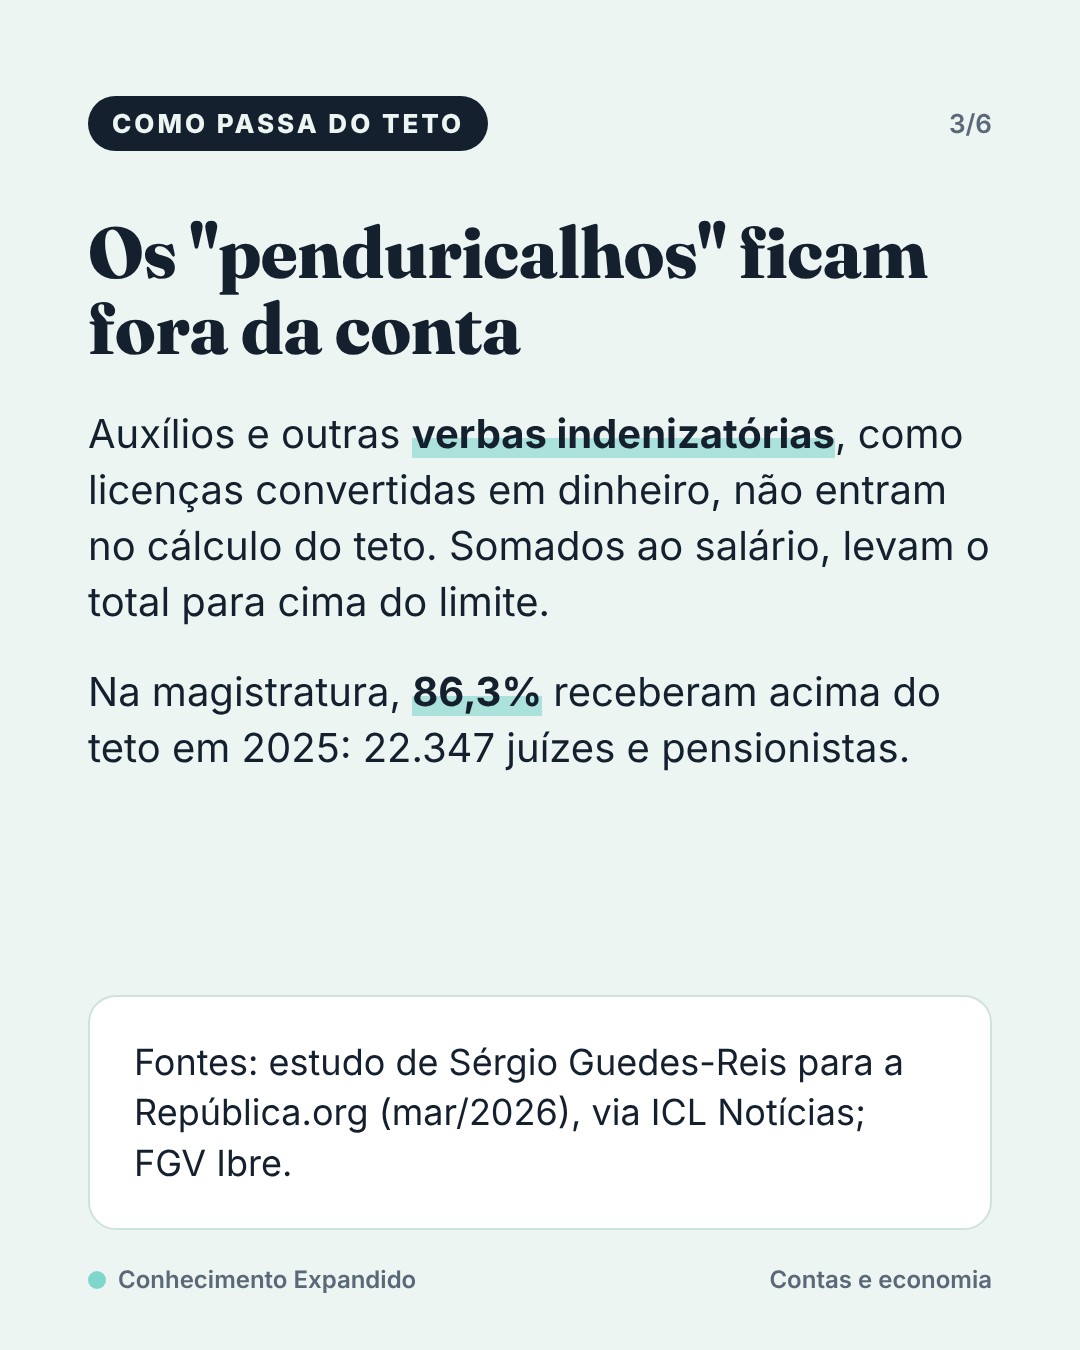 COMO PASSA DO TETO
3/6
Os "penduricalhos" ficam
fora da conta
Auxílios e outras verbas indenizatórias, como
licenças convertidas em dinheiro, não entram
no cálculo do teto. Somados ao salário, levam o
total para cima do limite.
Na magistratura, 86,3% receberam acima do
teto em 2025: 22.347 juízes e pensionistas.
Fontes: estudo de Sérgio Guedes-Reis para a
República.org (mar/2026), via ICL Notícias;
FGV Ibre.
Conhecimento Expandido
Contas e economia